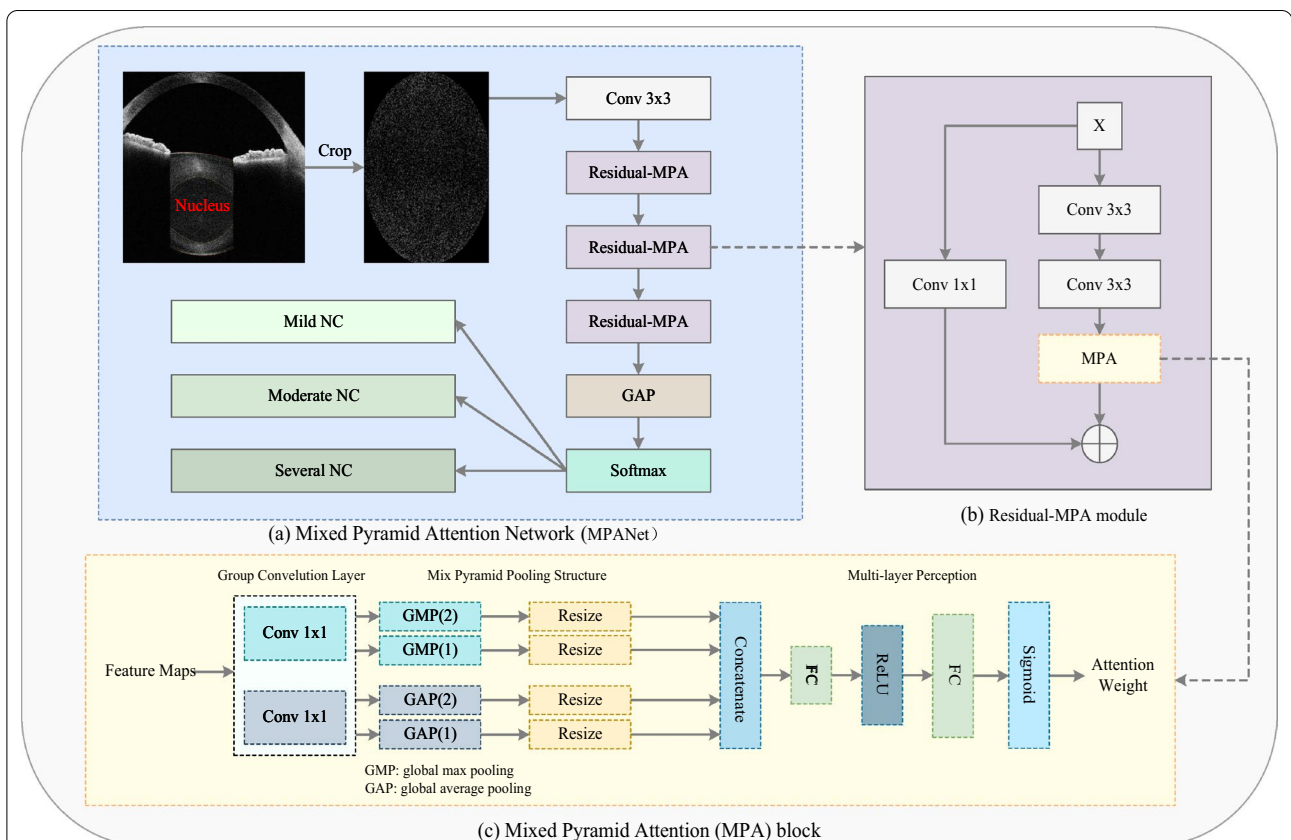 Nucleus
Crop
Conv 3x3
Residual-MPA
Residual-MPA
Residual-MPA
GAP
Softmax
Mild NC
Moderate NC
Several NC
(a) Mixed Pyramid Attention Network (MPANet）
X
Conv 3x3
Conv 1x1
Conv 3x3
MPA
(b) Residual-MPA module
Group Convelution Layer
Mix Pyramid Pooling Structure
Multi-layer Perception
Feature Maps
Conv 1x1
Conv 1x1
GMP(2)
Resize
GMP(1)
Resize
GAP(2)
Resize
GAP(1)
Resize
Concatenate
FC
ReLU
FC
Sigmoid
Attention
Weight
GMP: global max pooling
GAP: global average pooling
(c) Mixed Pyramid Attention (MPA) block